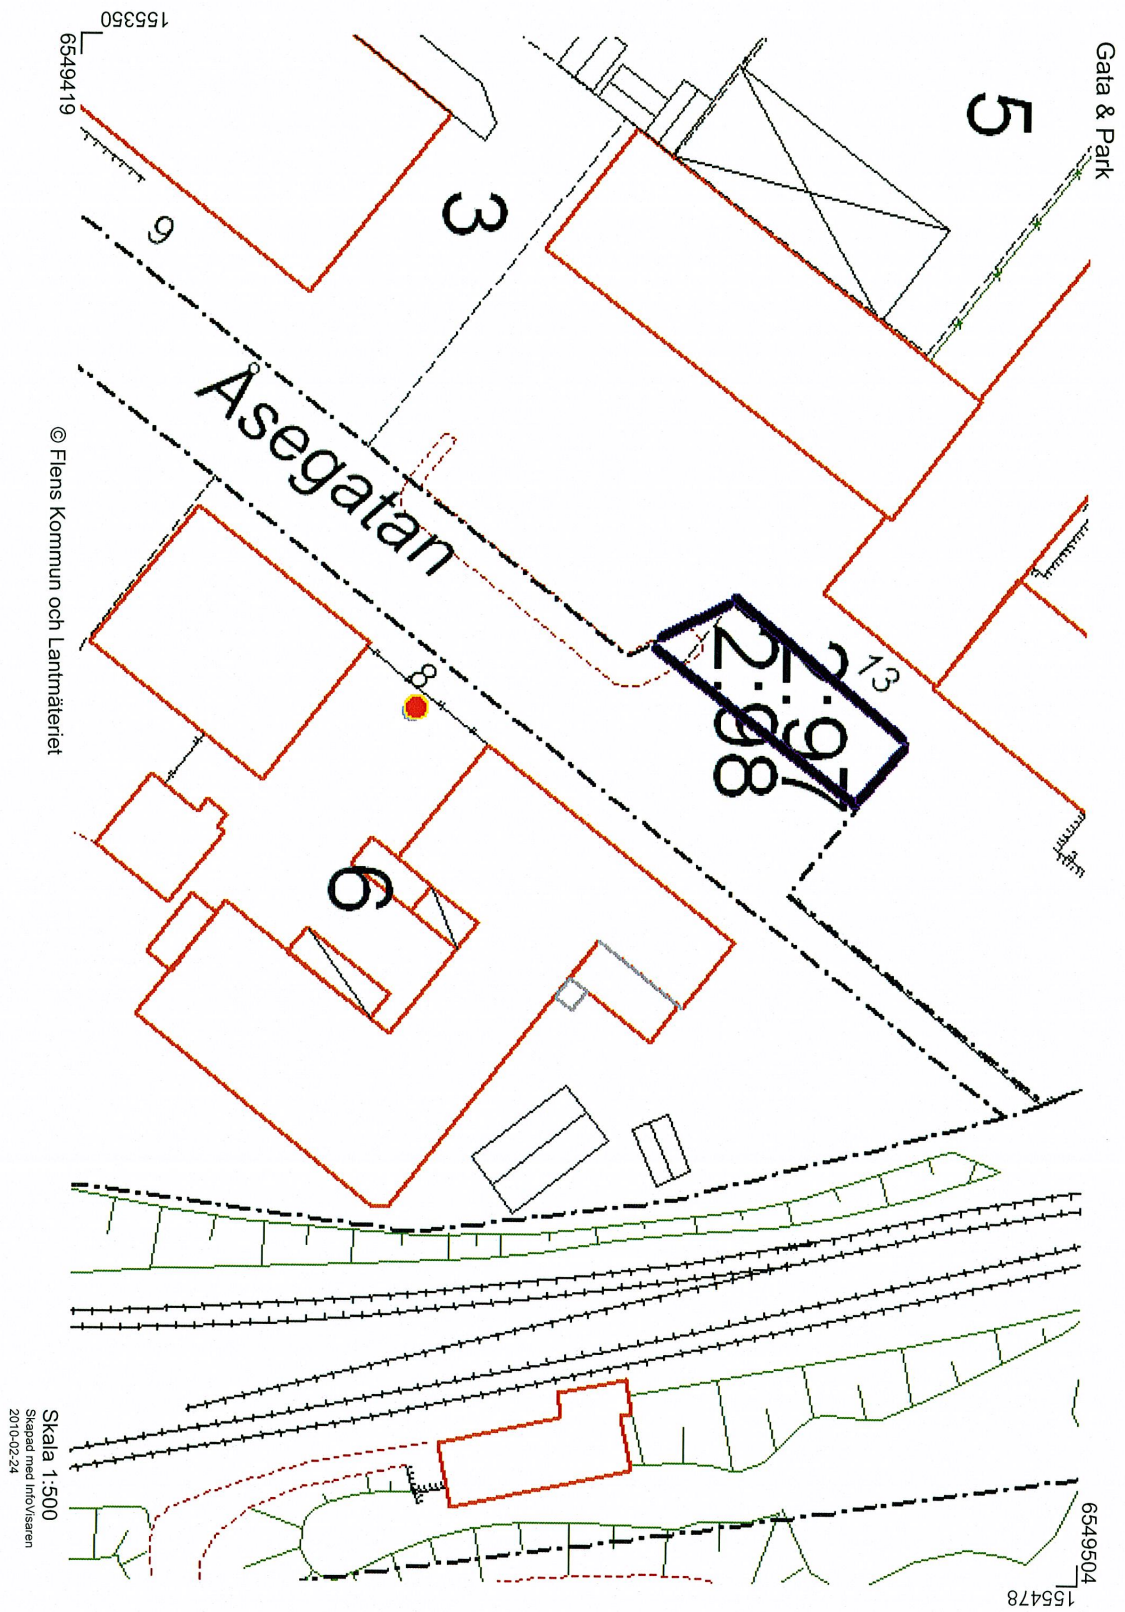 Gata & Park
6549419
155350
5
3
9
Åsegatan
13
2:97
2:98
8
6
© Flens Kommun och Lantmäteriet
Skala 1:500
Skapad med InfoVisaren
2010-02-24
6549504
155478